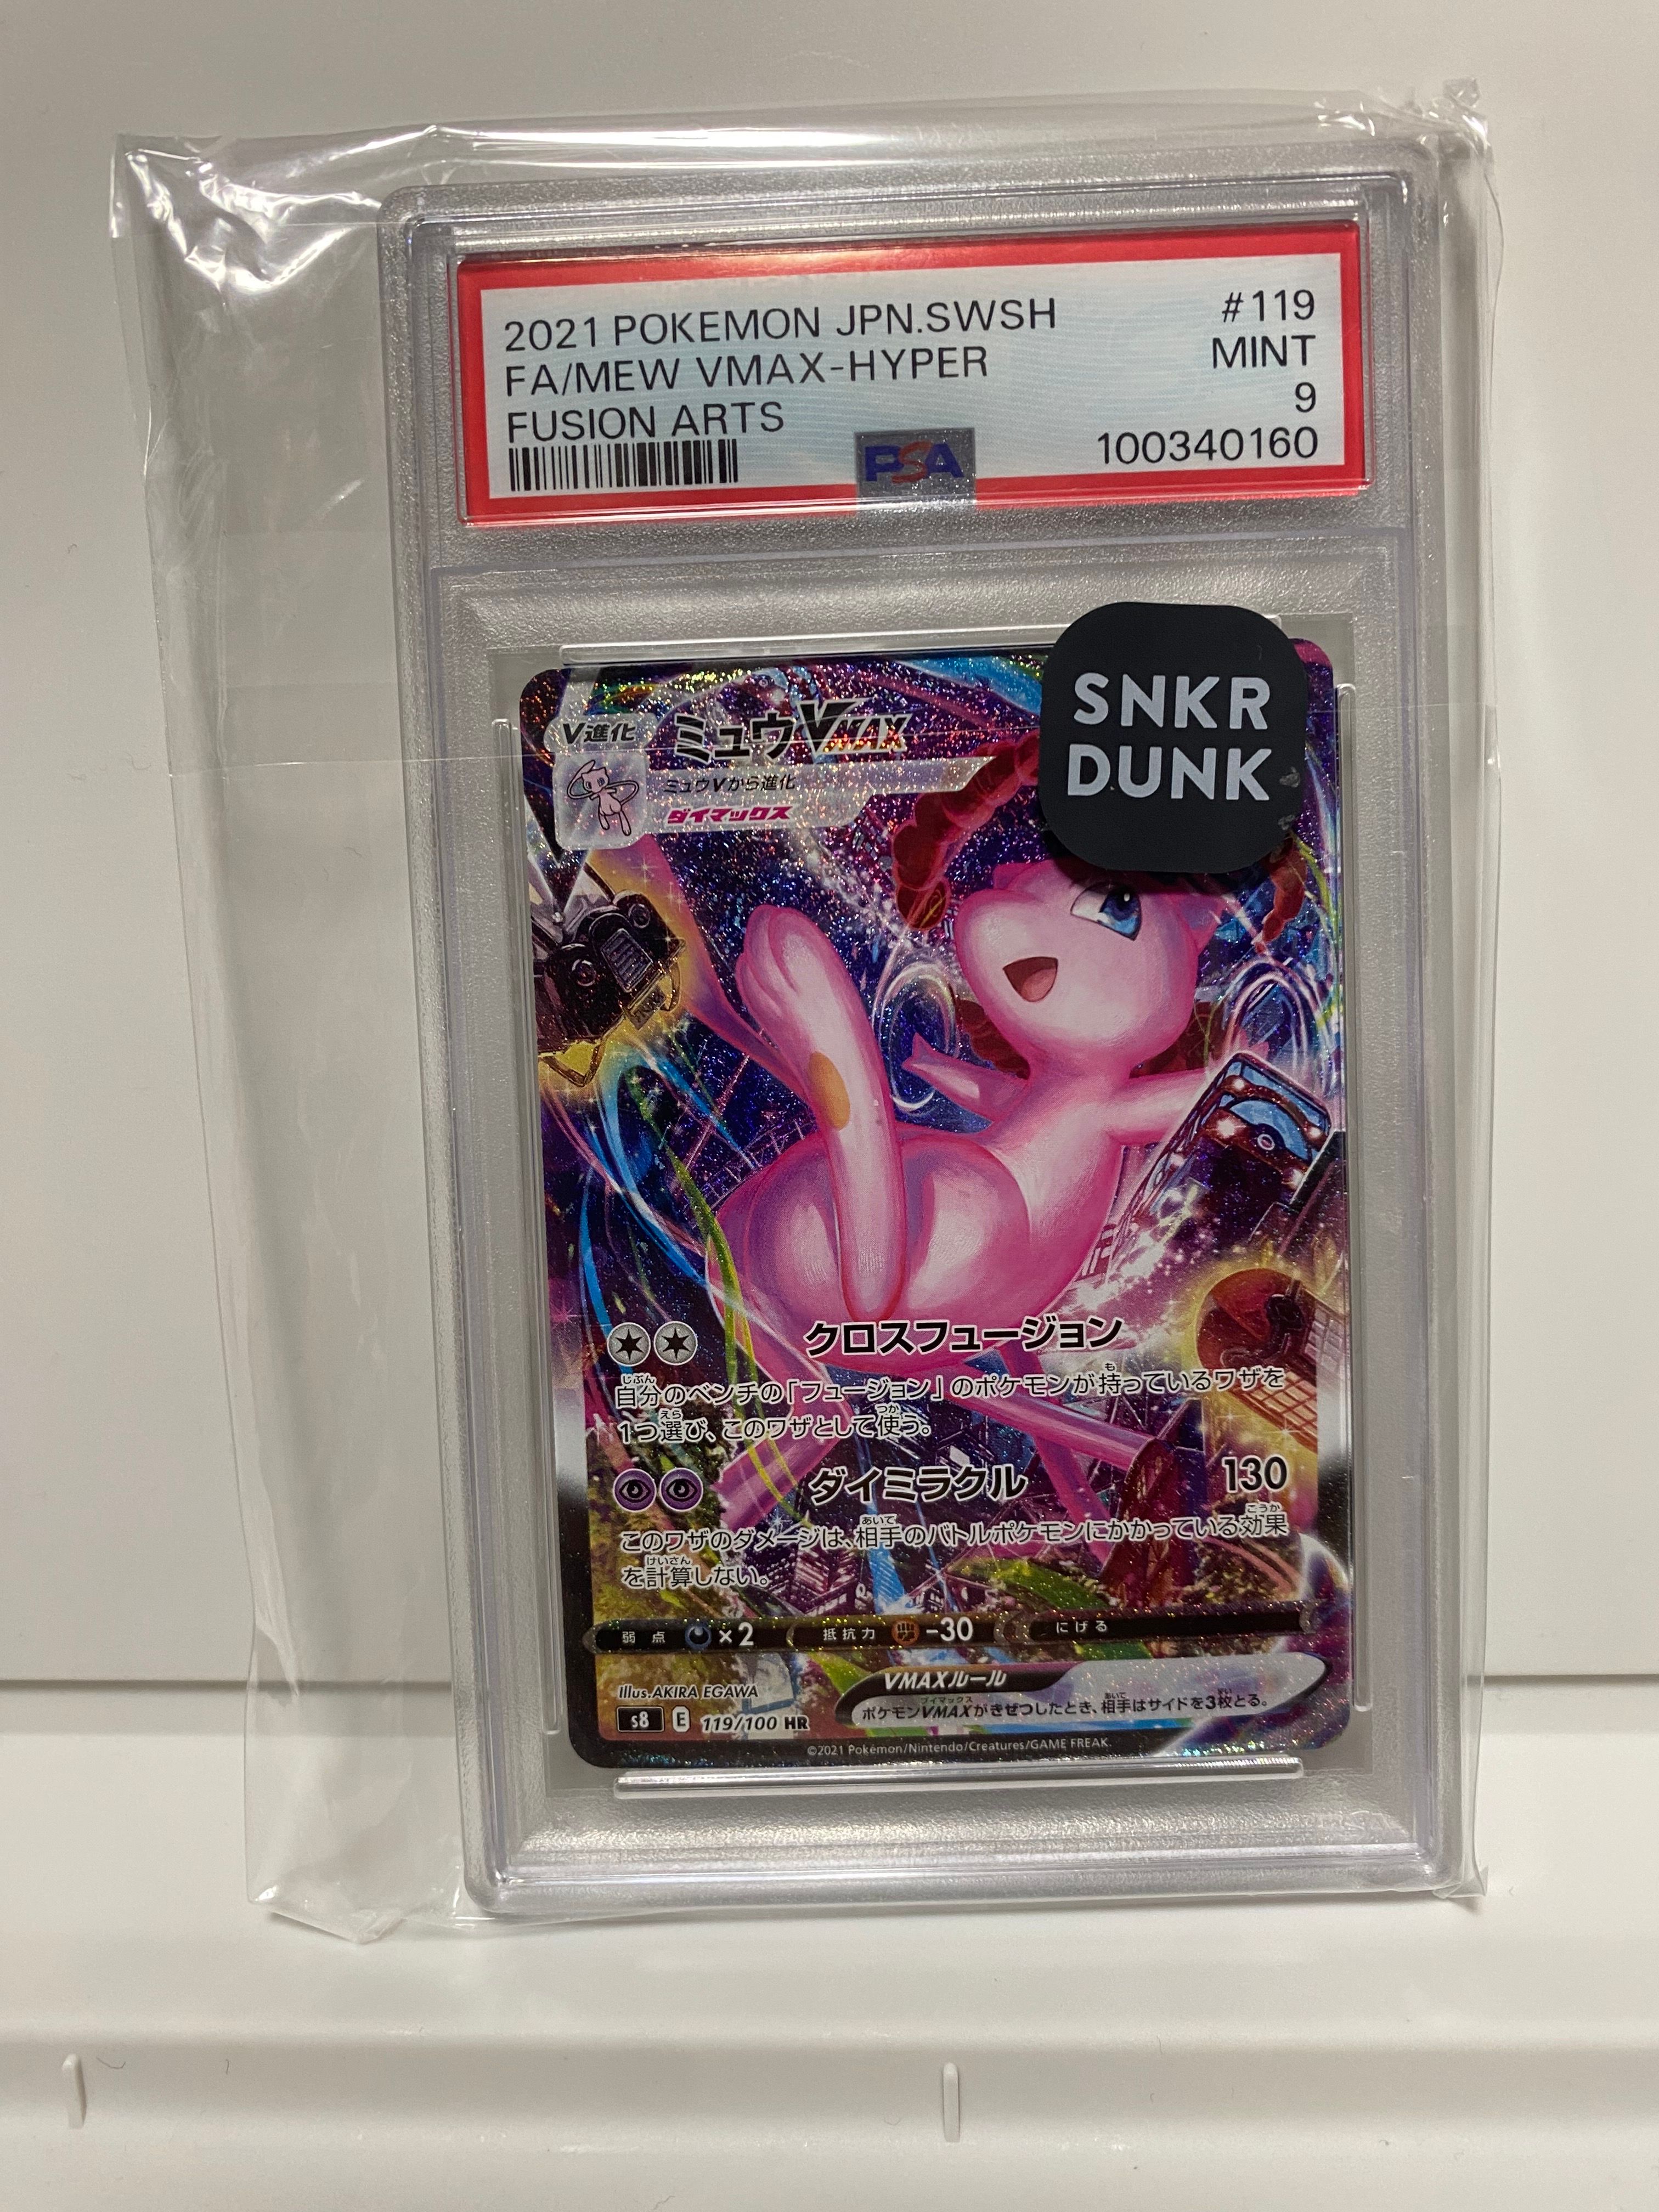 2021 POKEMON JPN.SWSH #119
FA/MEW VMAX-HYPER MINT
FUSION ARTS 9
PSA 100340160
SNKR
DUNK
V進化 ミュウVMAX
ミュウVから進化
ダイマックス
クロスフュージョン
自分のベンチの「フュージョン」のポケモンが持っているワザを
1つ選び、このワザとして使う。
ダイミラクル 130
このワザのダメージは、相手のバトルポケモンにかかっている効果
を計算しない。
弱点 ×2 抵抗力 -30 にげる
VMAXルール
ポケモンVMAXがきぜつしたとき、相手はサイドを3枚とる。
Illus.AKIRA EGAWA
s8 E 119/100 HR
©2021 Pokémon/Nintendo/Creatures/GAME FREAK.